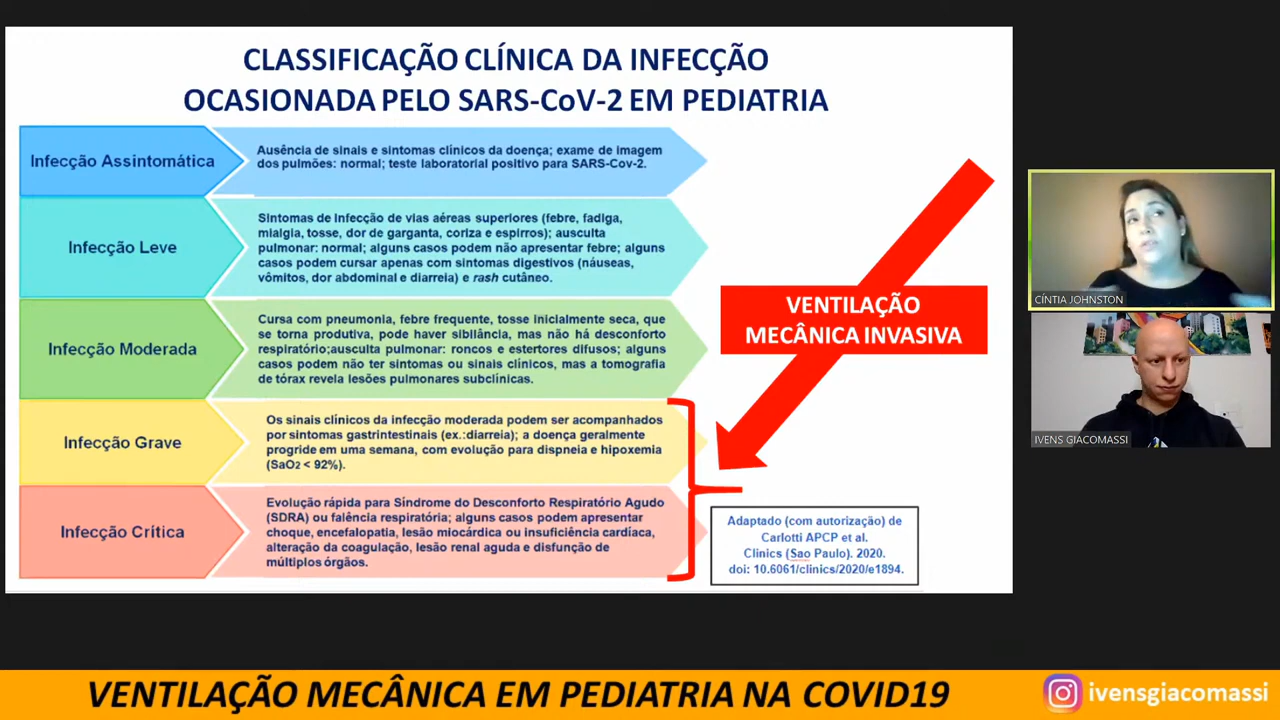 CLASSIFICAÇÃO CLÍNICA DA INFECÇÃO
OCASIONADA PELO SARS-CoV-2 EM PEDIATRIA
Infecção Assintomática
Ausência de sinais e sintomas clínicos da doença; exame de imagem
dos pulmões: normal; teste laboratorial positivo para SARS-Cov-2.
Infecção Leve
Sintomas de infecção de vias aéreas superiores (febre, fadiga,
mialgia, tosse, dor de garganta, coriza e espirros); ausculta
pulmonar: normal; alguns casos podem não apresentar febre; alguns
casos podem cursar apenas com sintomas digestivos (náuseas,
vômitos, dor abdominal e diarreia) e rash cutâneo.
Infecção Moderada
Cursa com pneumonia, febre frequente, tosse inicialmente seca, que
se torna produtiva, pode haver sibilância, mas não há desconforto
respiratório;ausculta pulmonar: roncos e estertores difusos; alguns
casos podem não ter sintomas ou sinais clínicos, mas a tomografia
de tórax revela lesões pulmonares subclínicas.
Infecção Grave
Os sinais clínicos da infecção moderada podem ser acompanhados
por sintomas gastrintestinais (ex.:diarreia); a doença geralmente
progride em uma semana, com evolução para dispneia e hipoxemia
(SaO2 < 92%).
Infecção Crítica
Evolução rápida para Síndrome do Desconforto Respiratório Agudo
(SDRA) ou falência respiratória; alguns casos podem apresentar
choque, encefalopatia, lesão miocárdica ou insuficiência cardíaca,
alteração da coagulação, lesão renal aguda e disfunção de
múltiplos órgãos.
VENTILAÇÃO
MECÂNICA INVASIVA
Adaptado (com autorização) de
Carlotti APCP et al.
Clinics (Sao Paulo). 2020.
doi: 10.6061/clinics/2020/e1894.
CÍNTIA JOHNSTON
IVENS GIACOMASSI
VENTILAÇÃO MECÂNICA EM PEDIATRIA NA COVID19
ivensgiacomassi